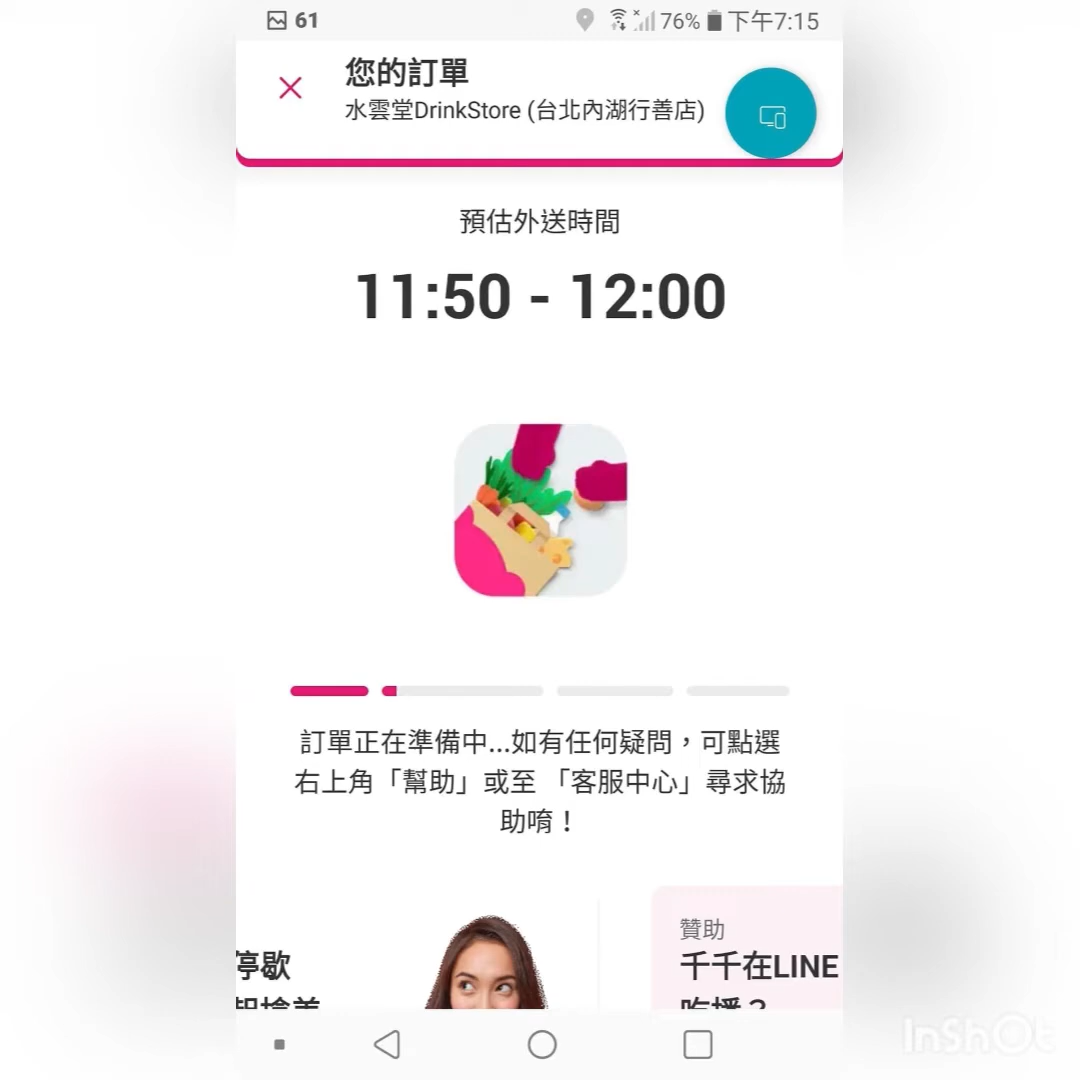 61 76% 下午7:15
您的訂單
水雲堂DrinkStore (台北內湖行善店)
預估外送時間
11:50 - 12:00
訂單正在準備中...如有任何疑問，可點選
右上角「幫助」或至 「客服中心」尋求協
助唷！
停歇
贊助
千千在LINE
InShOt